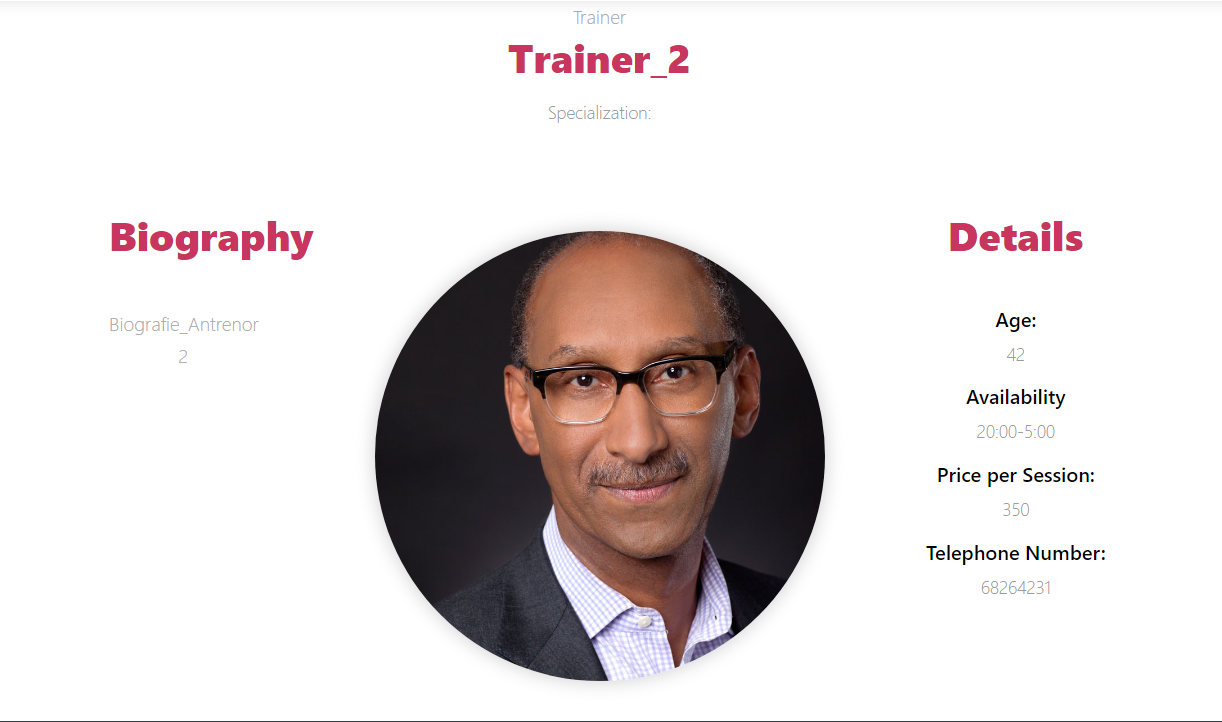 Trainer
Trainer_2
Specialization:
Biography
Biografie_Antrenor
2
Details
Age:
42
Availability
20:00-5:00
Price per Session:
350
Telephone Number:
68264231